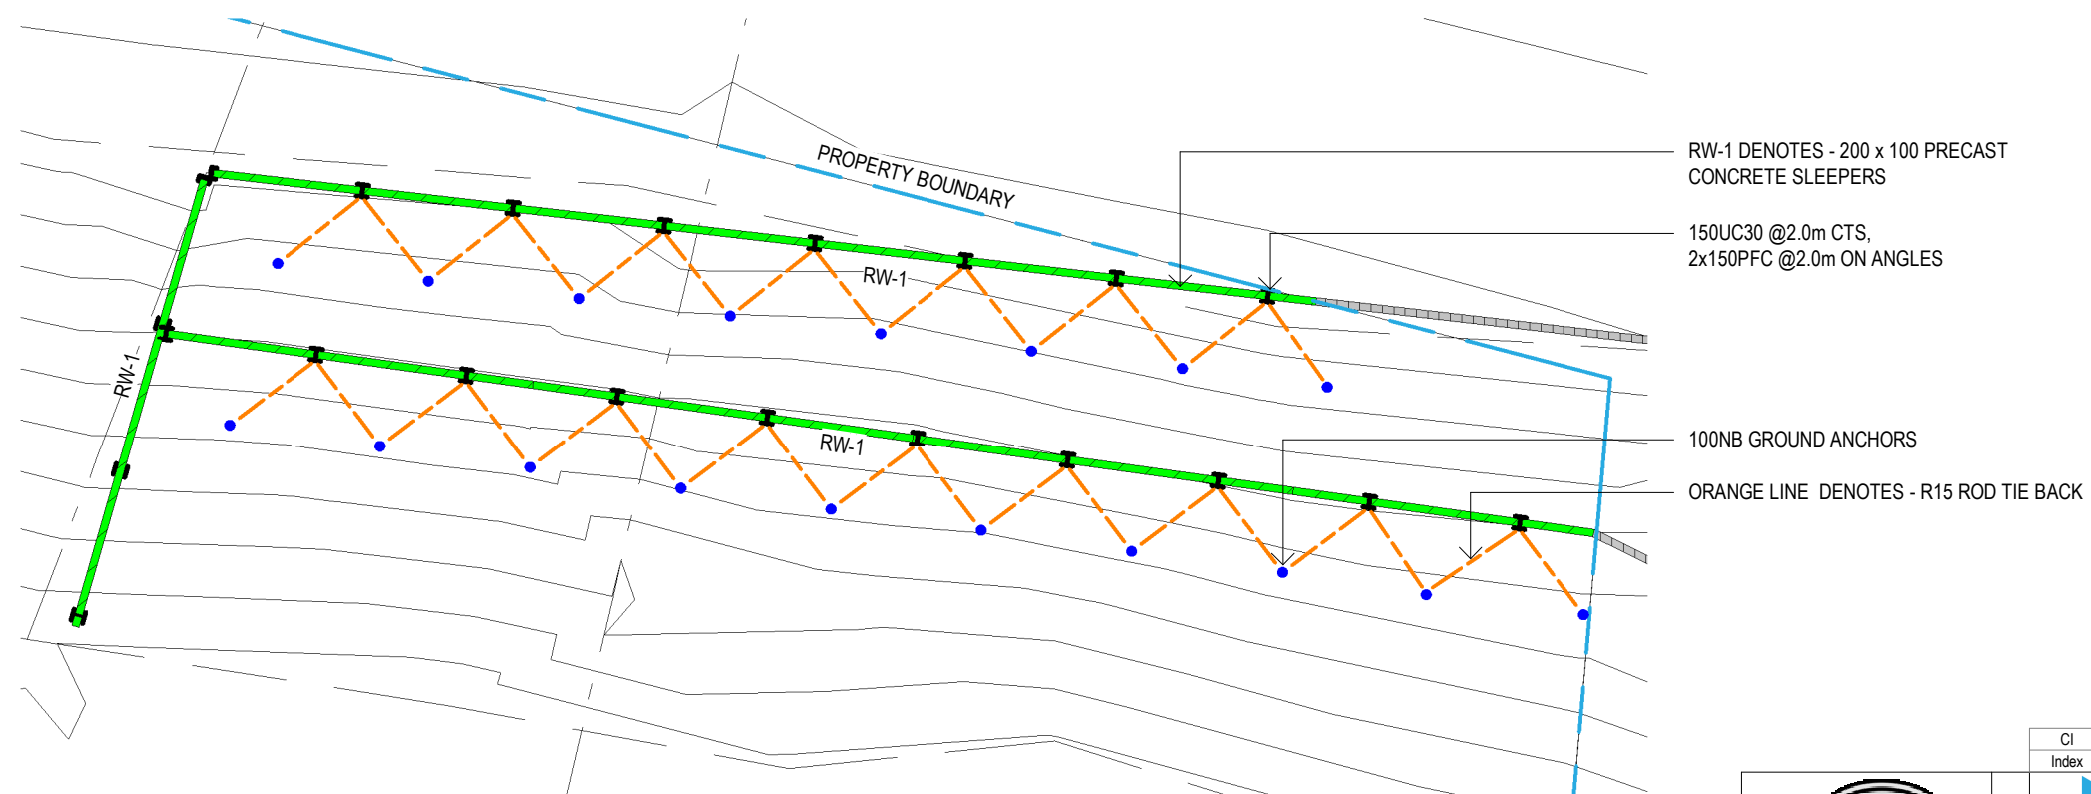 PROPERTY BOUNDARY
RW-1 DENOTES - 200 x 100 PRECAST
CONCRETE SLEEPERS
150UC30 @2.0m CTS,
2x150PFC @2.0m ON ANGLES
RW-1
RW-1
RW-1
100NB GROUND ANCHORS
ORANGE LINE  DENOTES - R15 ROD TIE BACK
CI
Index